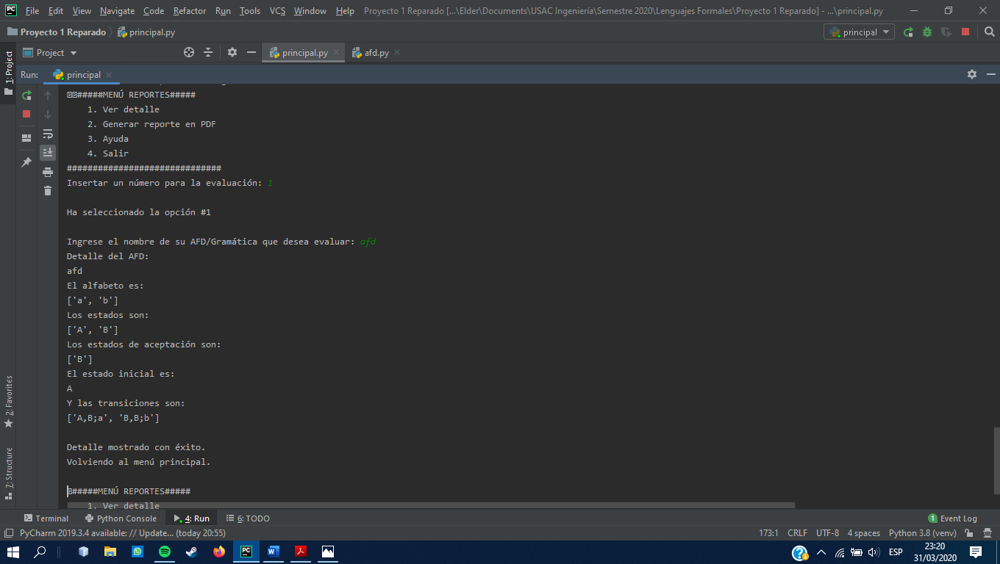 File Edit View Navigate Code Refactor Run Tools VCS Window Help Proyecto 1 Reparado [...\Elder\Documents\USAC Ingeniería\Semestre 2020\Lenguajes Formales\Proyecto 1 Reparado] - ...\principal.py
Proyecto 1 Reparado principal.py principal
1: Project
Project principal.py afd.py
Run: principal
#####MENÚ REPORTES#####
1. Ver detalle
2. Generar reporte en PDF
3. Ayuda
4. Salir
##############################
Insertar un número para la evaluación: 1
Ha seleccionado la opción #1
Ingrese el nombre de su AFD/Gramática que desea evaluar: afd
Detalle del AFD:
afd
El alfabeto es:
['a', 'b']
Los estados son:
['A', 'B']
Los estados de aceptación son:
['B']
El estado inicial es:
A
Y las transiciones son:
['A,B;a', 'B,B;b']
Detalle mostrado con éxito.
Volviendo al menú principal.
#####MENÚ REPORTES#####
1. Ver detalle
2: Favorites
7: Structure
Terminal Python Console 4: Run 6: TODO 1 Event Log
PyCharm 2019.3.4 available: // Update... (today 20:55) 173:1 CRLF UTF-8 4 spaces Python 3.8 (venv)
ESP 23:20
31/03/2020